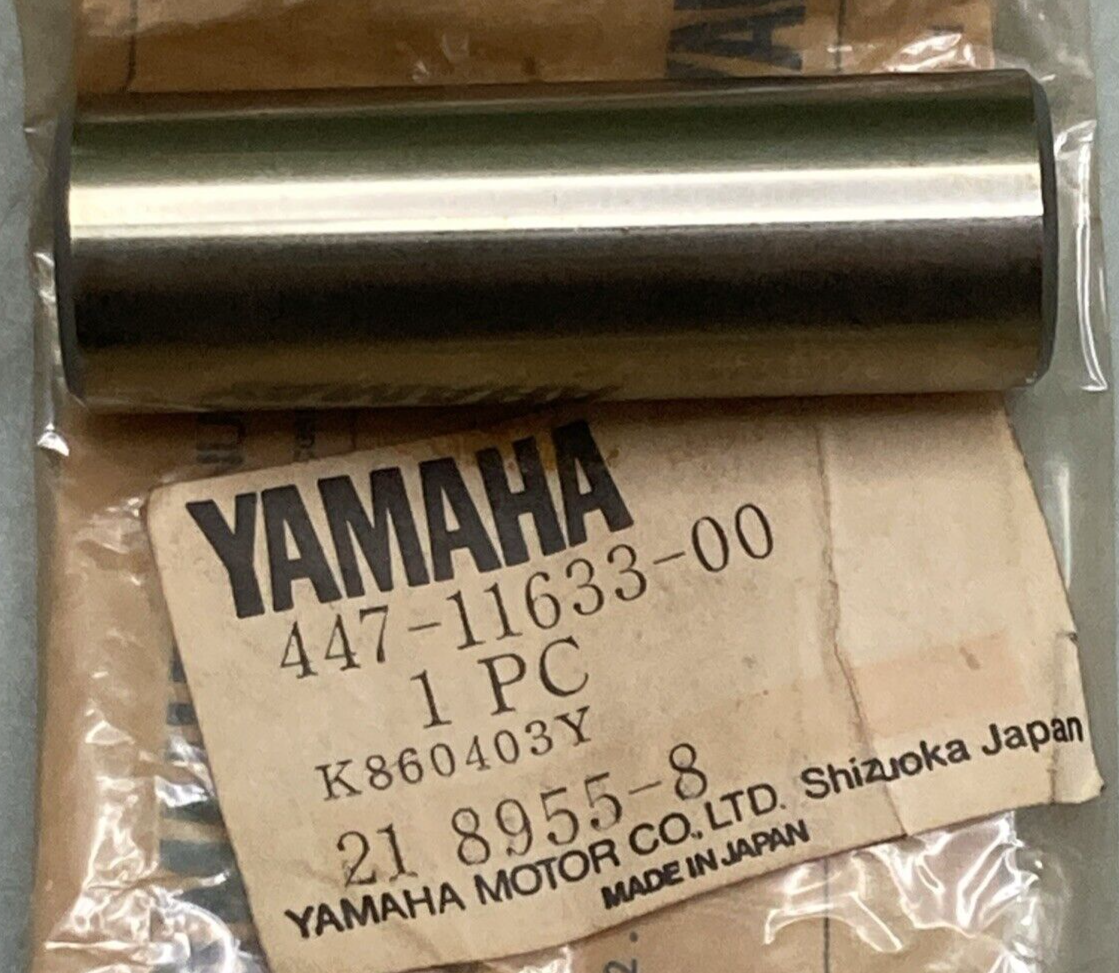 YAMAHA
447-11633-00
1 PC
K860403Y
21 8955-8
YAMAHA MOTOR CO., LTD. Shizuoka Japan
MADE IN JAPAN